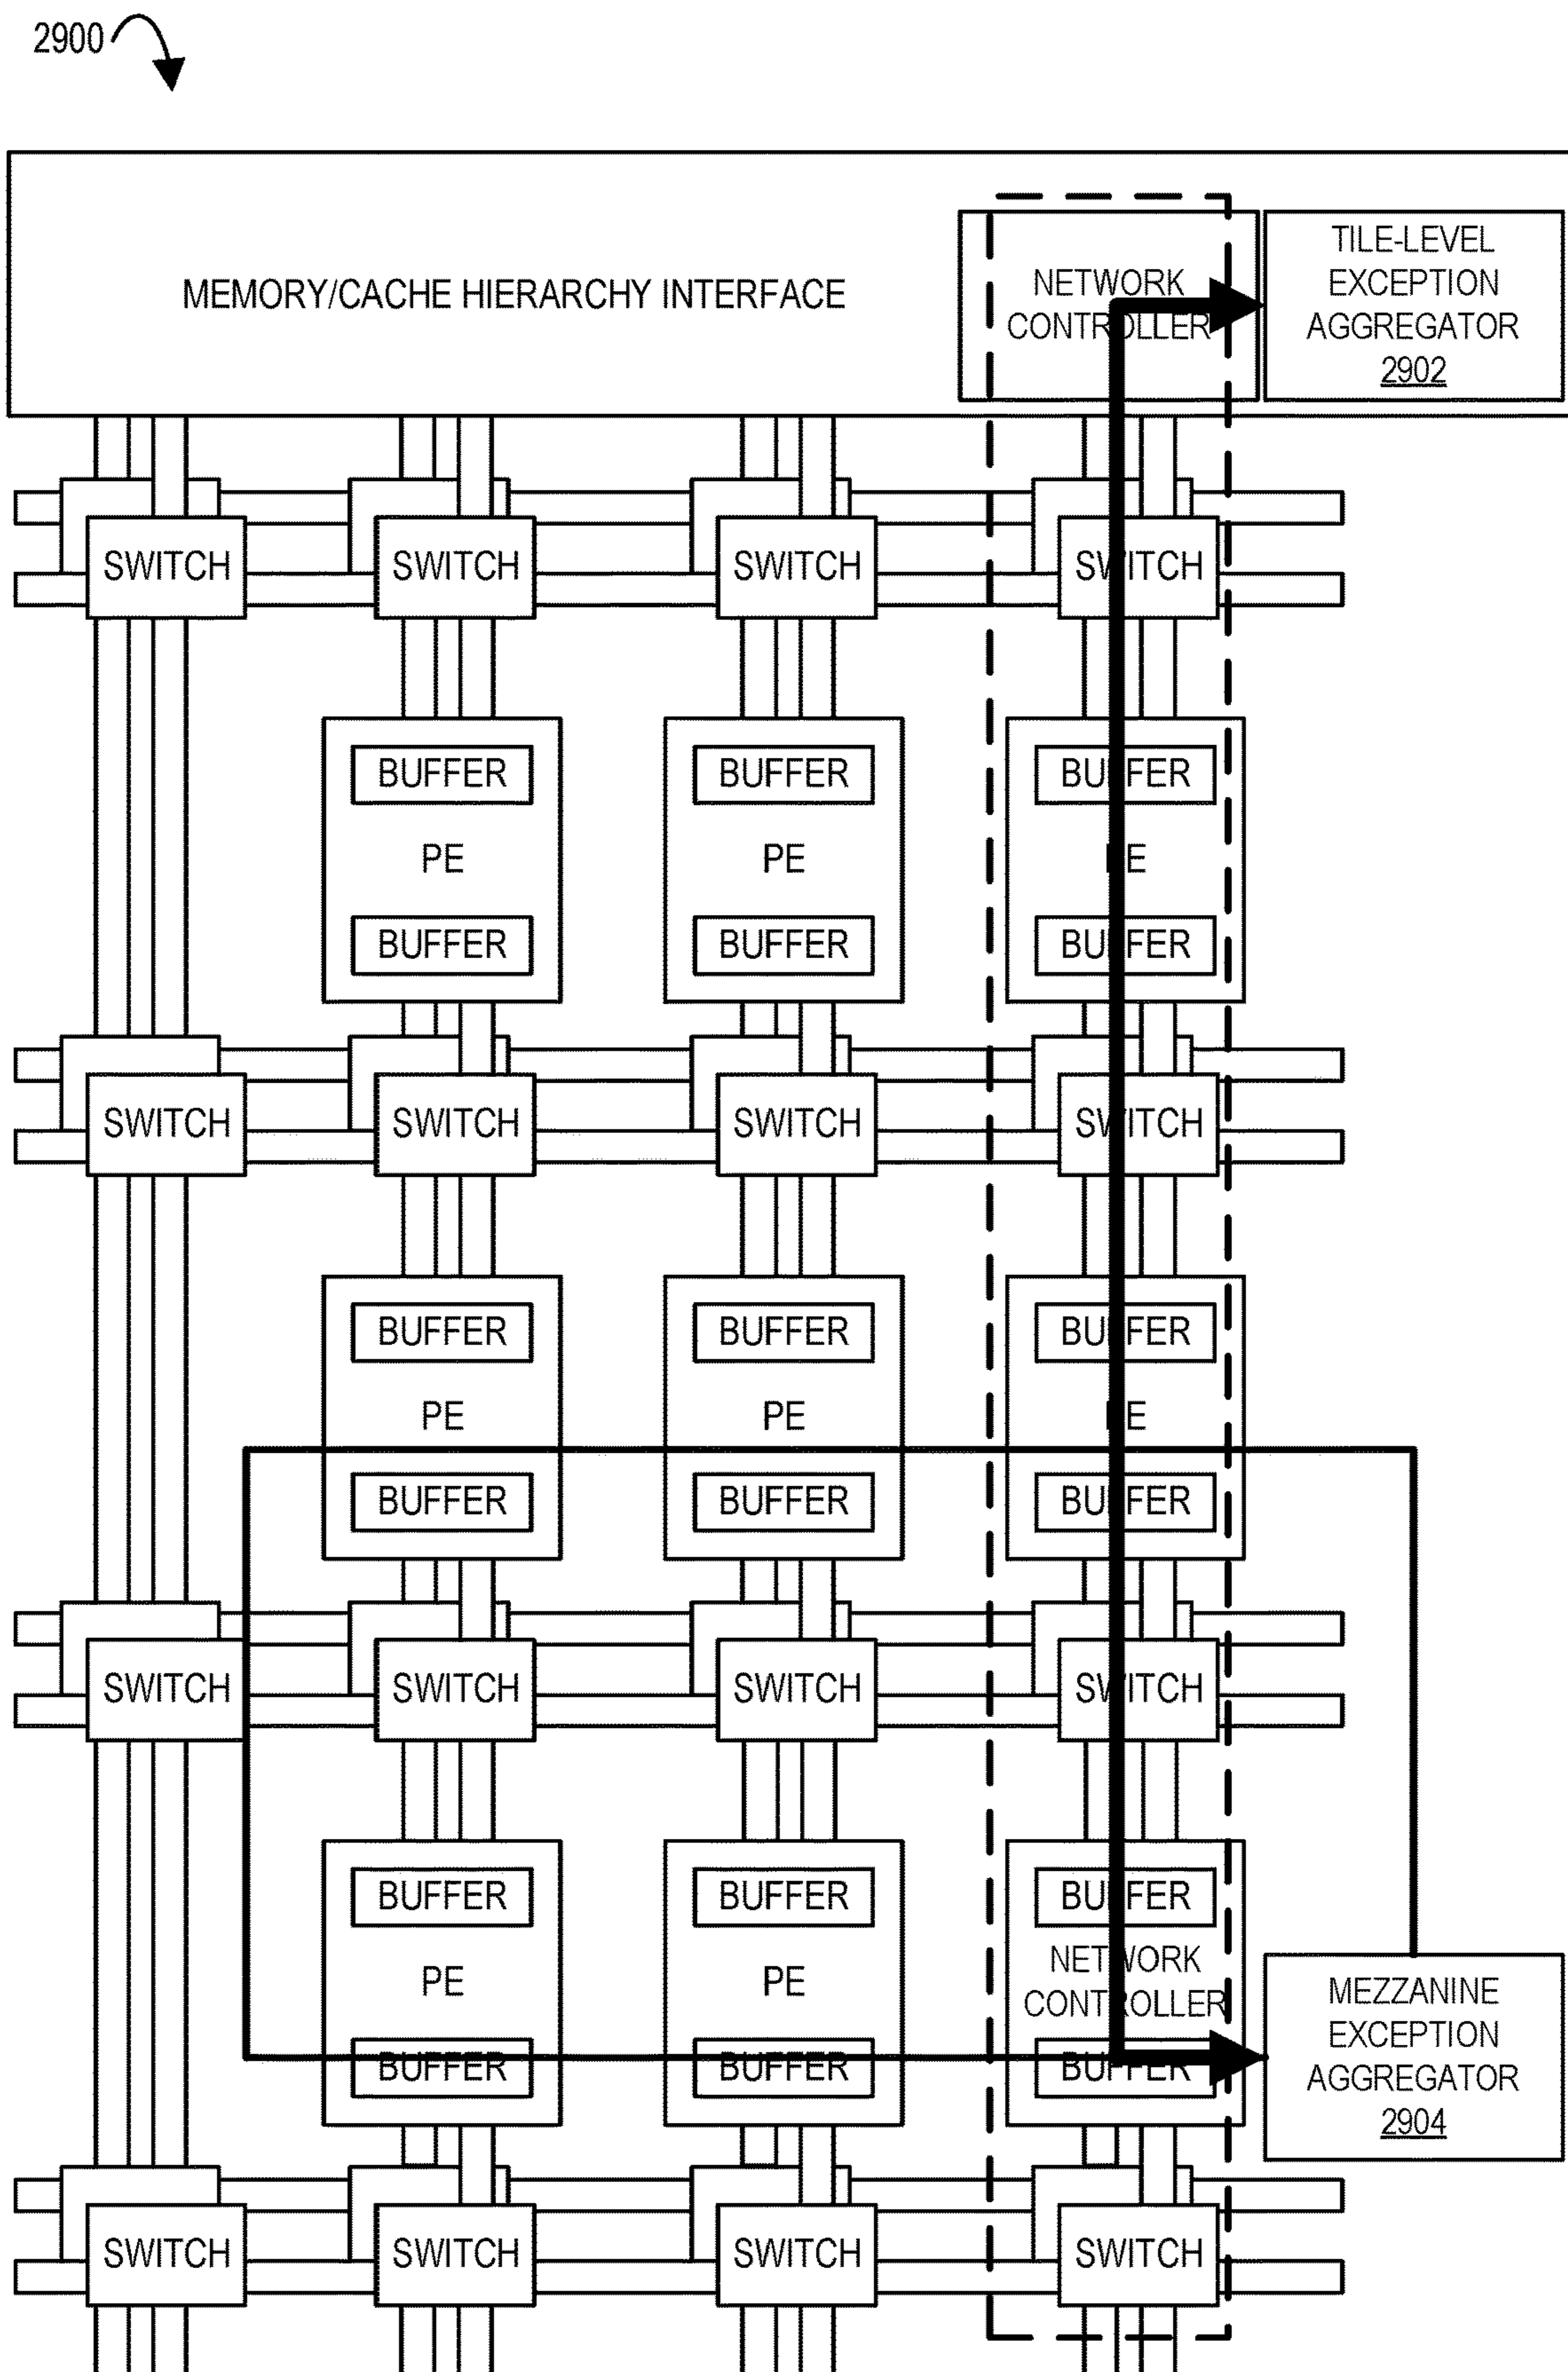 2900
MEMORY/CACHE HIERARCHY INTERFACE
NETWORK
CONTROLLER
TILE-LEVEL
EXCEPTION
AGGREGATOR
2902
SWITCH SWITCH SWITCH SWITCH
BUFFER BUFFER BUFFER
PE PE PE
BUFFER BUFFER BUFFER
SWITCH SWITCH SWITCH SWITCH
BUFFER BUFFER BUFFER
PE PE PE
BUFFER BUFFER BUFFER
SWITCH SWITCH SWITCH SWITCH
BUFFER BUFFER BUFFER
PE PE
NETWORK
CONTROLLER
BUFFER BUFFER BUFFER
MEZZANINE
EXCEPTION
AGGREGATOR
2904
SWITCH SWITCH SWITCH SWITCH